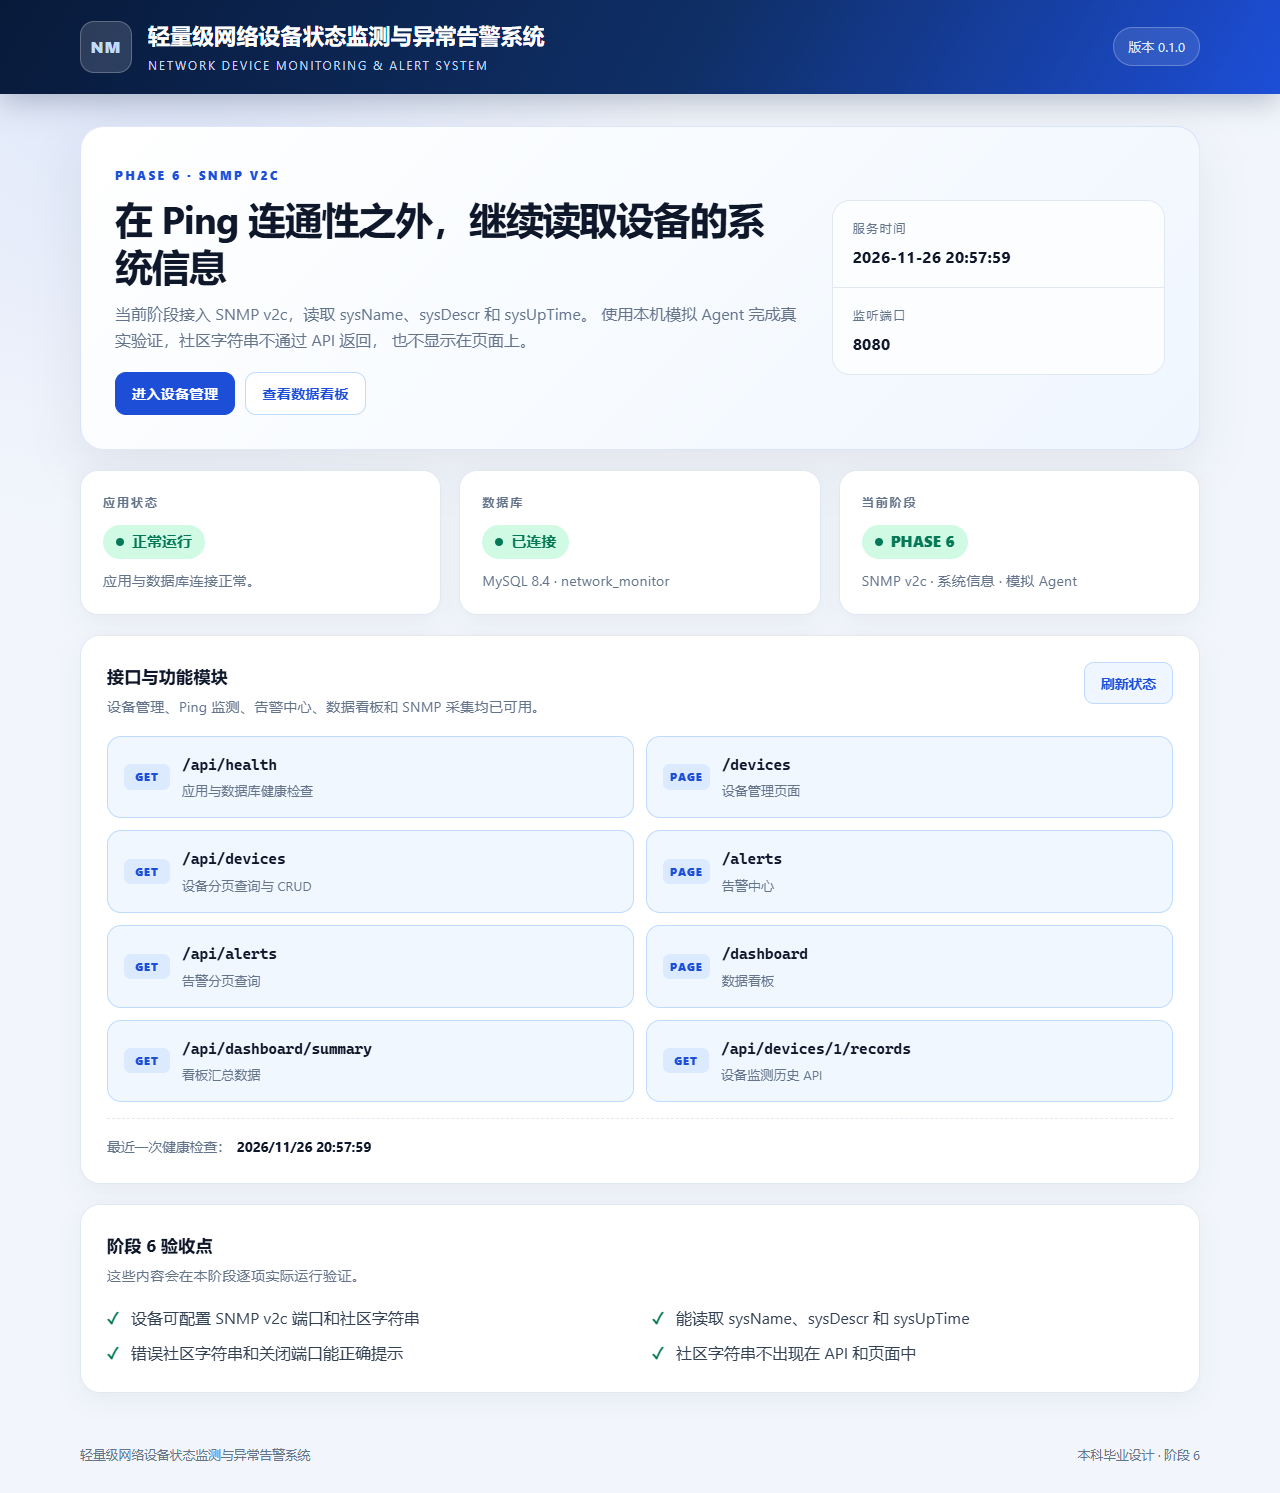 NM
轻量级网络设备状态监测与异常告警系统
NETWORK DEVICE MONITORING & ALERT SYSTEM
版本 0.1.0
PHASE 6 · SNMP V2C
在 Ping 连通性之外，继续读取设备的系
统信息
当前阶段接入 SNMP v2c，读取 sysName、sysDescr 和 sysUpTime。 使用本机模拟 Agent 完成真
实验证，社区字符串不通过 API 返回， 也不显示在页面上。
进入设备管理
查看数据看板
服务时间
2026-11-26 20:57:59
监听端口
8080
应用状态
正常运行
应用与数据库连接正常。
数据库
已连接
MySQL 8.4 · network_monitor
当前阶段
PHASE 6
SNMP v2c · 系统信息 · 模拟 Agent
接口与功能模块
设备管理、Ping 监测、告警中心、数据看板和 SNMP 采集均已可用。
刷新状态
GET
/api/health
应用与数据库健康检查
PAGE
/devices
设备管理页面
GET
/api/devices
设备分页查询与 CRUD
PAGE
/alerts
告警中心
GET
/api/alerts
告警分页查询
PAGE
/dashboard
数据看板
GET
/api/dashboard/summary
看板汇总数据
GET
/api/devices/1/records
设备监测历史 API
最近一次健康检查： 2026/11/26 20:57:59
阶段 6 验收点
这些内容会在本阶段逐项实际运行验证。
✓ 设备可配置 SNMP v2c 端口和社区字符串
✓ 能读取 sysName、sysDescr 和 sysUpTime
✓ 错误社区字符串和关闭端口能正确提示
✓ 社区字符串不出现在 API 和页面中
轻量级网络设备状态监测与异常告警系统
本科毕业设计 · 阶段 6